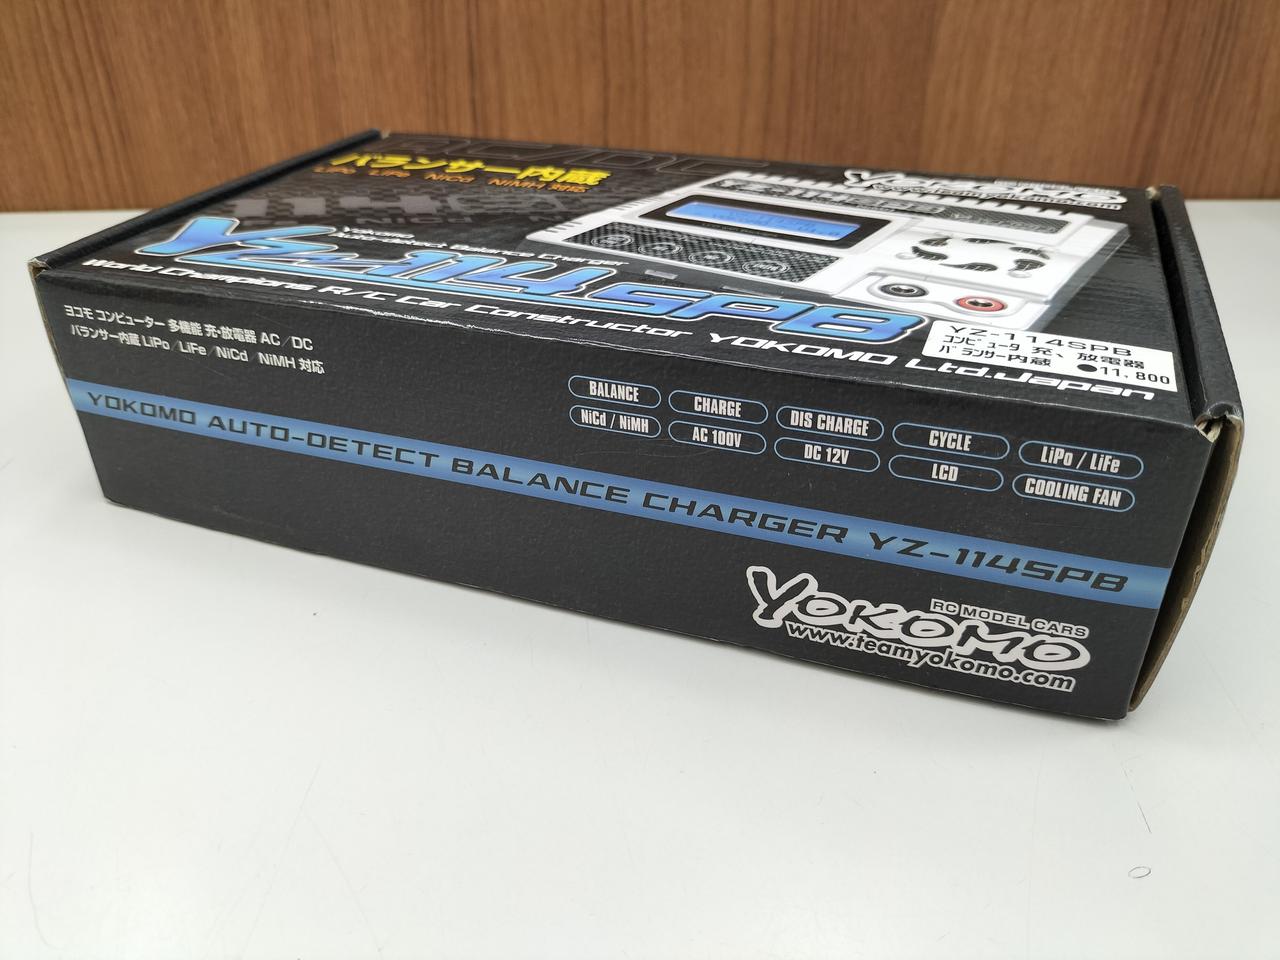 バランサー内蔵
LiPo LiFe NiCd NiMH 対応
YOKOMO
www.teamyokomo.com
Yokomo
Auto-detect Balance Charger
YZ-114SPB
World Champions R/C Car Constructor YOKOMO Ltd.Japan
YZ-114SPB
コンピュータ 充、放電器
バランサー内蔵 ●11,800
ヨコモ コンピューター 多機能 充・放電器 AC/DC
バランサー内蔵 LiPo/LiFe/NiCd/NiMH 対応
BALANCE CHARGE DIS CHARGE CYCLE LiPo / LiFe
NiCd / NiMH AC 100V DC 12V LCD COOLING FAN
YOKOMO AUTO-DETECT BALANCE CHARGER YZ-114SPB
RC MODEL CARS
YOKOMO
www.teamyokomo.com